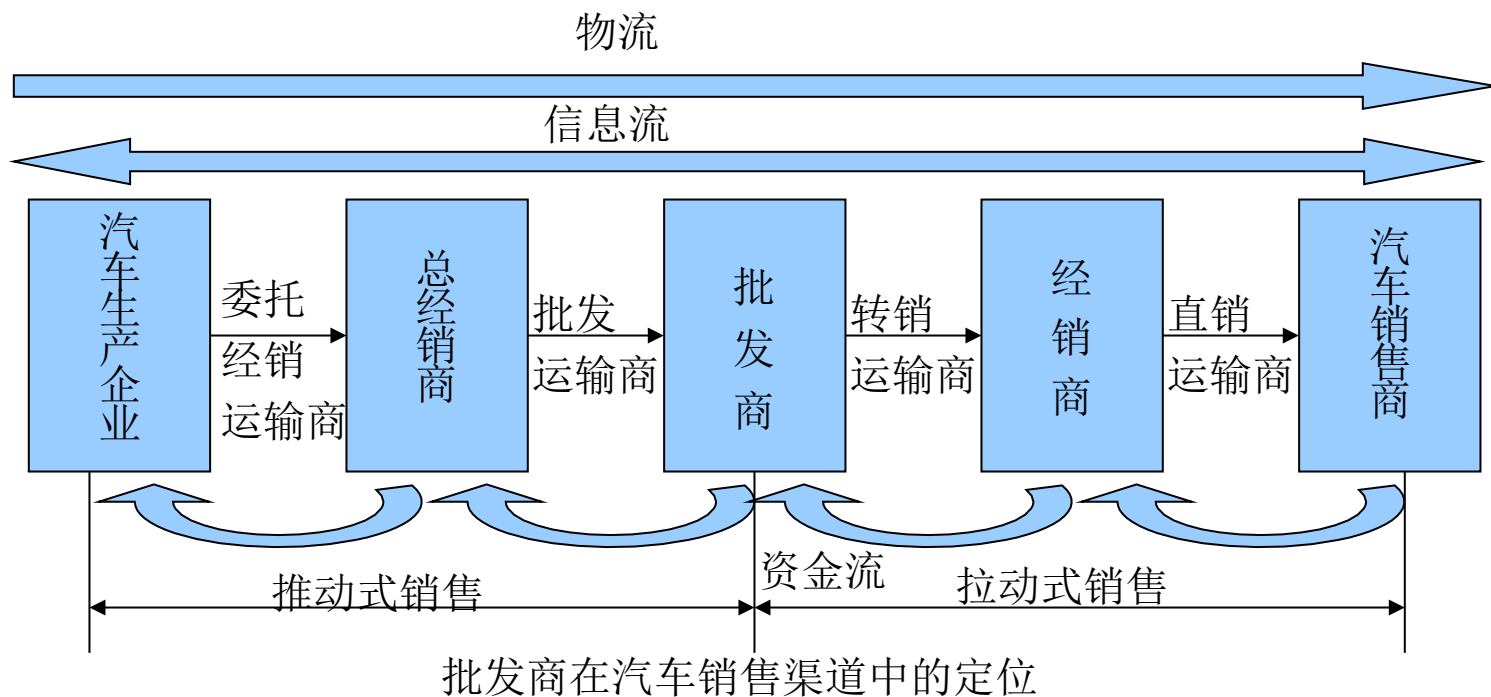 物流
信息流
汽车生产企业
委托
经销
运输商
总经销商
批发
运输商
批发商
转销
运输商
经销商
直销
运输商
汽车销售商
资金流
推动式销售
拉动式销售
批发商在汽车销售渠道中的定位